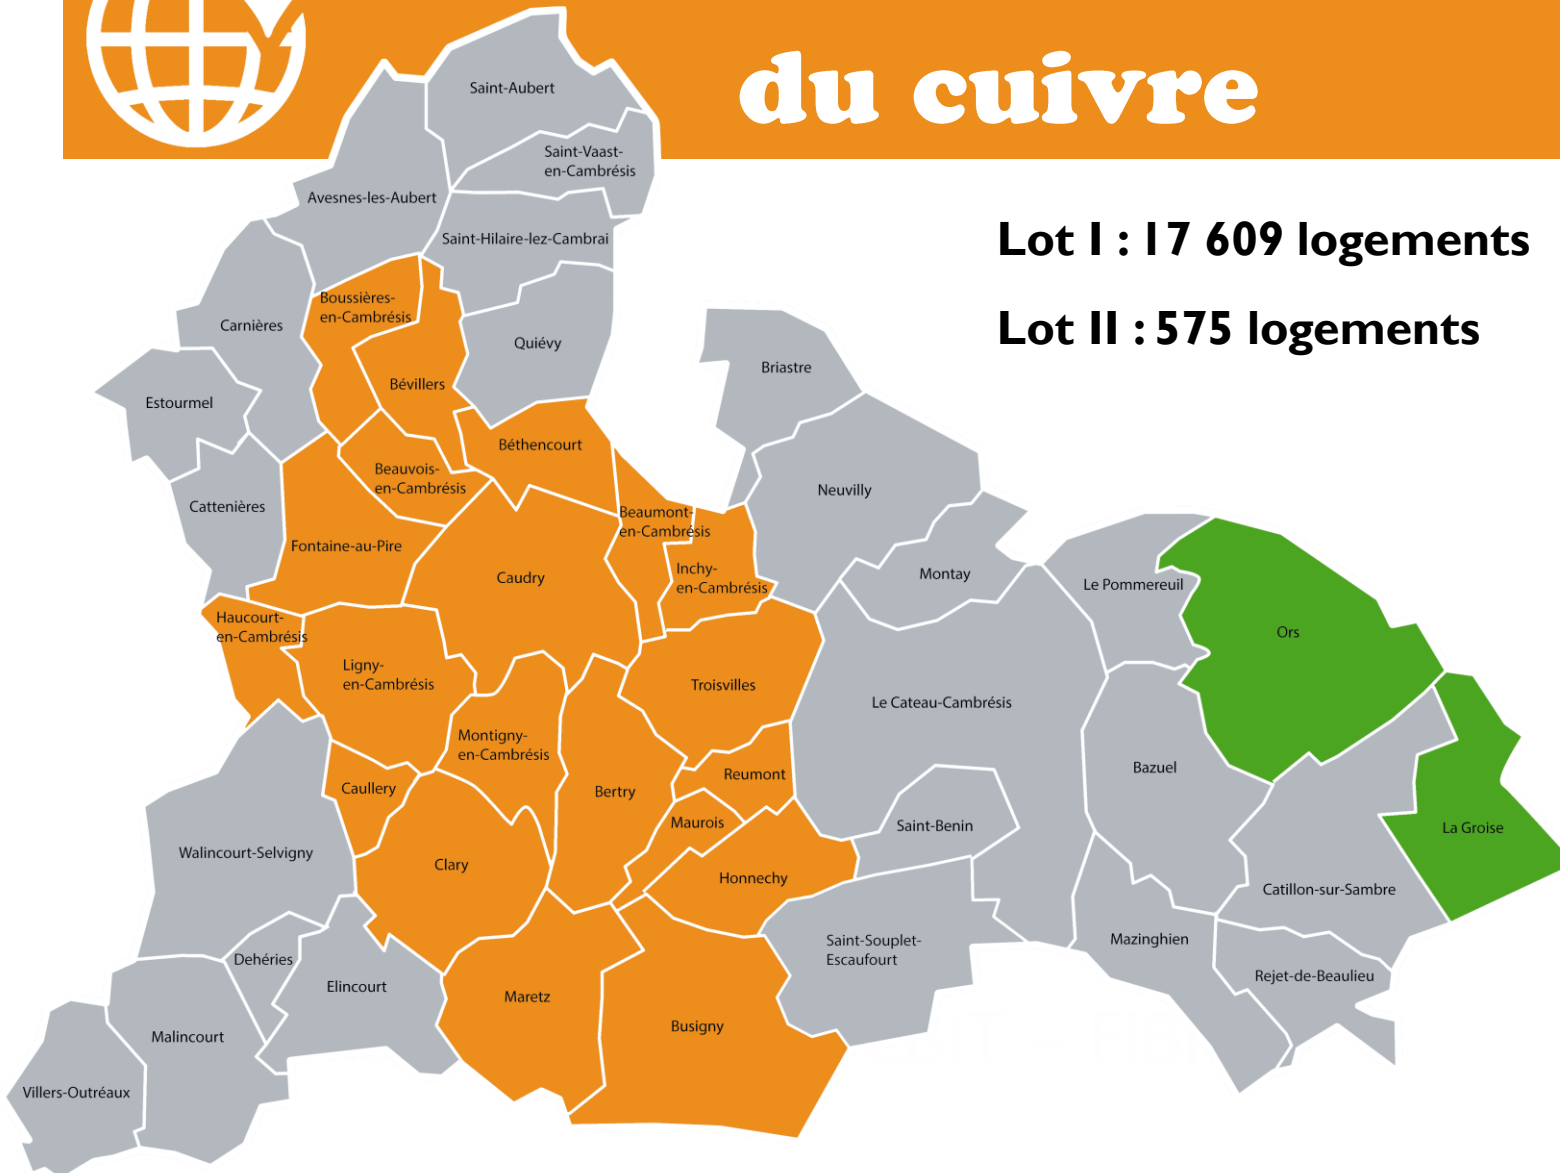 du cuivre
Lot I : 17 609 logements
Lot II : 575 logements
Saint-Aubert
Saint-Vaast-
en-Cambrésis
Avesnes-les-Aubert
Saint-Hilaire-lez-Cambrai
Boussières-
en-Cambrésis
Carnières
Quiévy
Briastre
Bévillers
Estourmel
Béthencourt
Beauvois-
en-Cambrésis
Neuvilly
Cattenières
Beaumont-
en-Cambrésis
Fontaine-au-Pire
Caudry
Inchy-
en-Cambrésis
Montay
Le Pommereuil
Haucourt-
en-Cambrésis
Ors
Ligny-
en-Cambrésis
Troisvilles
Le Cateau-Cambrésis
Montigny-
en-Cambrésis
Bazuel
Reumont
Caullery
Bertry
Maurois
Saint-Benin
La Groise
Walincourt-Selvigny
Clary
Honnechy
Catillon-sur-Sambre
Saint-Souplet-
Escaufourt
Mazinghien
Dehéries
Rejet-de-Beaulieu
Elincourt
Maretz
Busigny
Malincourt
Villers-Outréaux